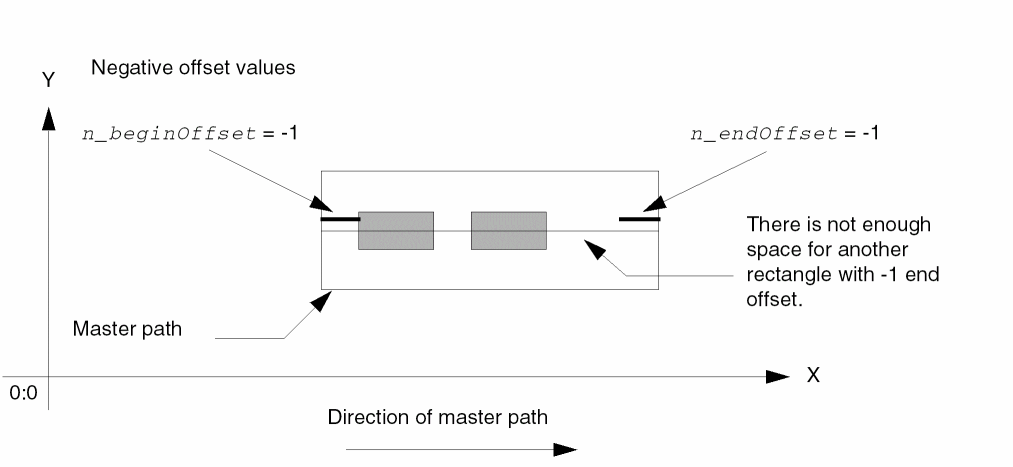 Negative offset values
Y
n_beginOffset = -1
n_endOffset = -1
There is not enough
space for another
rectangle with -1 end
offset.
Master path
X
0:0
Direction of master path